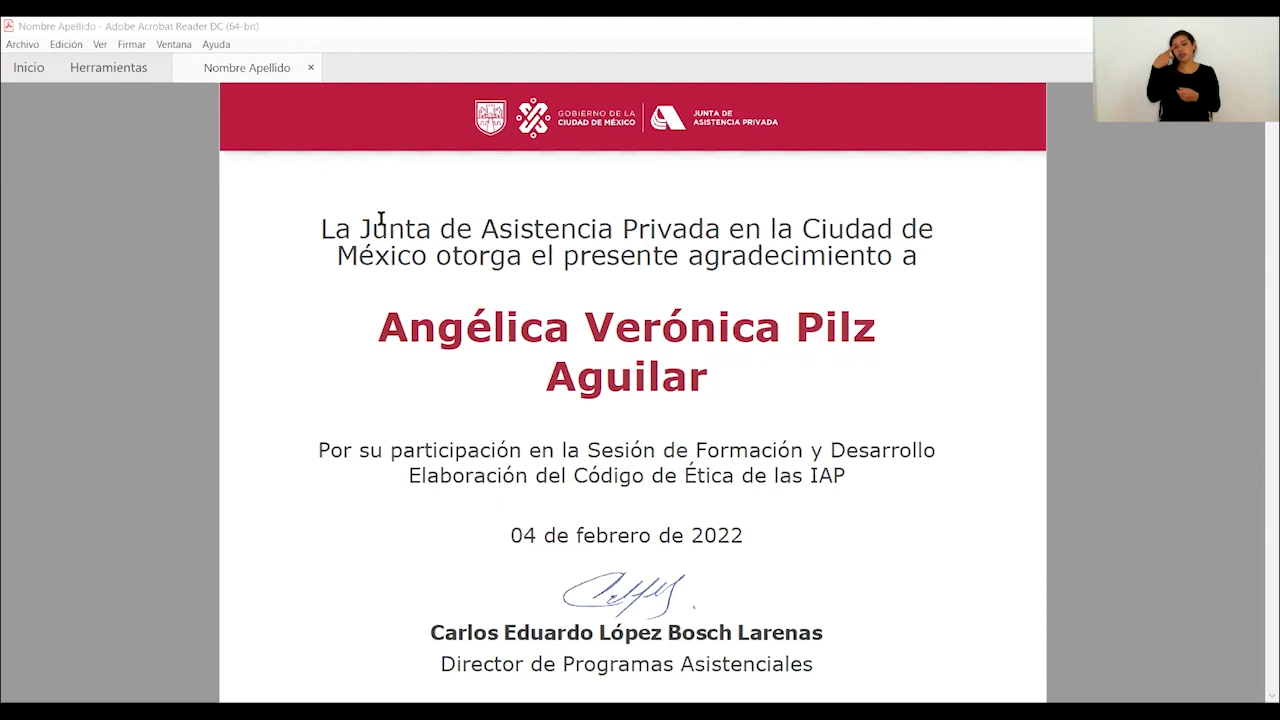 Nombre Apellido - Adobe Acrobat Reader DC (64-bit)
Archivo Edición Ver Firmar Ventana Ayuda
Inicio Herramientas Nombre Apellido ×
GOBIERNO DE LA
CIUDAD DE MÉXICO
JUNTA DE
ASISTENCIA PRIVADA
La Junta de Asistencia Privada en la Ciudad de
México otorga el presente agradecimiento a
Angélica Verónica Pilz
Aguilar
Por su participación en la Sesión de Formación y Desarrollo
Elaboración del Código de Ética de las IAP
04 de febrero de 2022
Carlos Eduardo López Bosch Larenas
Director de Programas Asistenciales